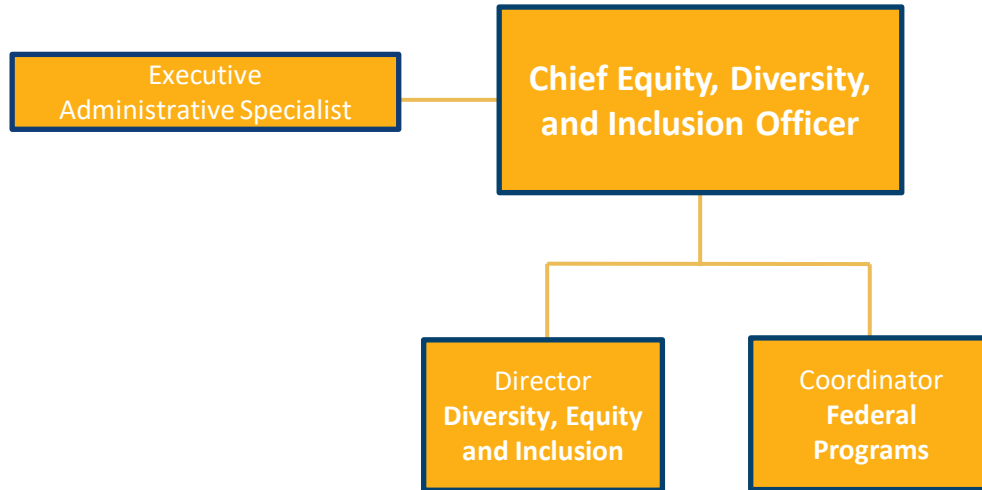 Executive
Administrative Specialist
Chief Equity, Diversity,
and Inclusion Officer
Director
Diversity, Equity
and Inclusion
Coordinator
Federal
Programs